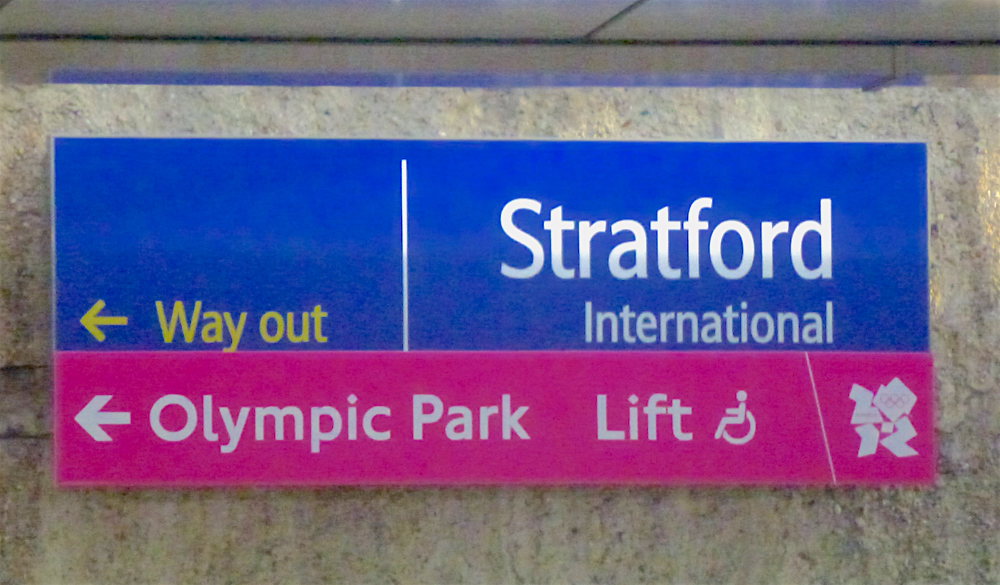 Stratford
International
← Way out
← Olympic Park Lift